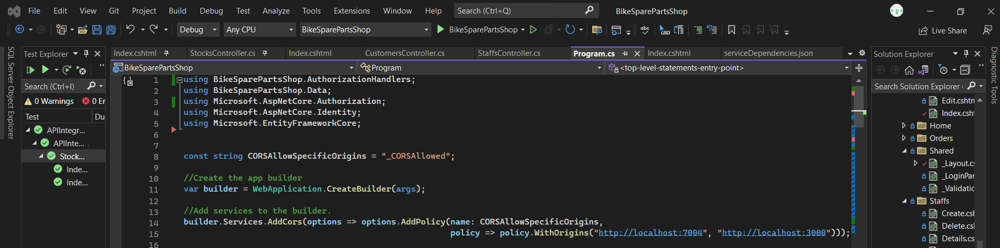 File Edit View Git Project Build Debug Test Analyze Tools Extensions Window Help Search (Ctrl+Q) BikeSparePartsShop
Debug Any CPU BikeSparePartsShop BikeSparePartsShop Live Share
SQL Server Object Explorer
Test Explorer
Search (Ctrl+I)
0 Warnings 0 Er
Test Du
APIIntegr...
APIInte...
Stock...
Inde...
Inde...
Index.cshtml StocksController.cs Index.cshtml CustomersController.cs StaffsController.cs Program.cs Index.cshtml serviceDependencies.json
BikeSparePartsShop Program <top-level-statements-entry-point>
1 using BikeSparePartsShop.AuthorizationHandlers;
2 using BikeSparePartsShop.Data;
3 using Microsoft.AspNetCore.Authorization;
4 using Microsoft.AspNetCore.Identity;
5 using Microsoft.EntityFrameworkCore;
6
7
8 const string CORSAllowSpecificOrigins = "_CORSAllowed";
9
10 //Create the app builder
11 var builder = WebApplication.CreateBuilder(args);
12
13 //Add services to the builder.
14 builder.Services.AddCors(options => options.AddPolicy(name: CORSAllowSpecificOrigins,
15 policy => policy.WithOrigins("http://localhost:7004", "http://localhost:3000")));
16
Solution Explorer
Search Solution Explorer (
Edit.cshtm
Index.csht
Home
Orders
Shared
_Layout.cs
_LoginPar
_Validatic
Staffs
Create.csh
Delete.csh
Details.cs
Diagnostic Tools